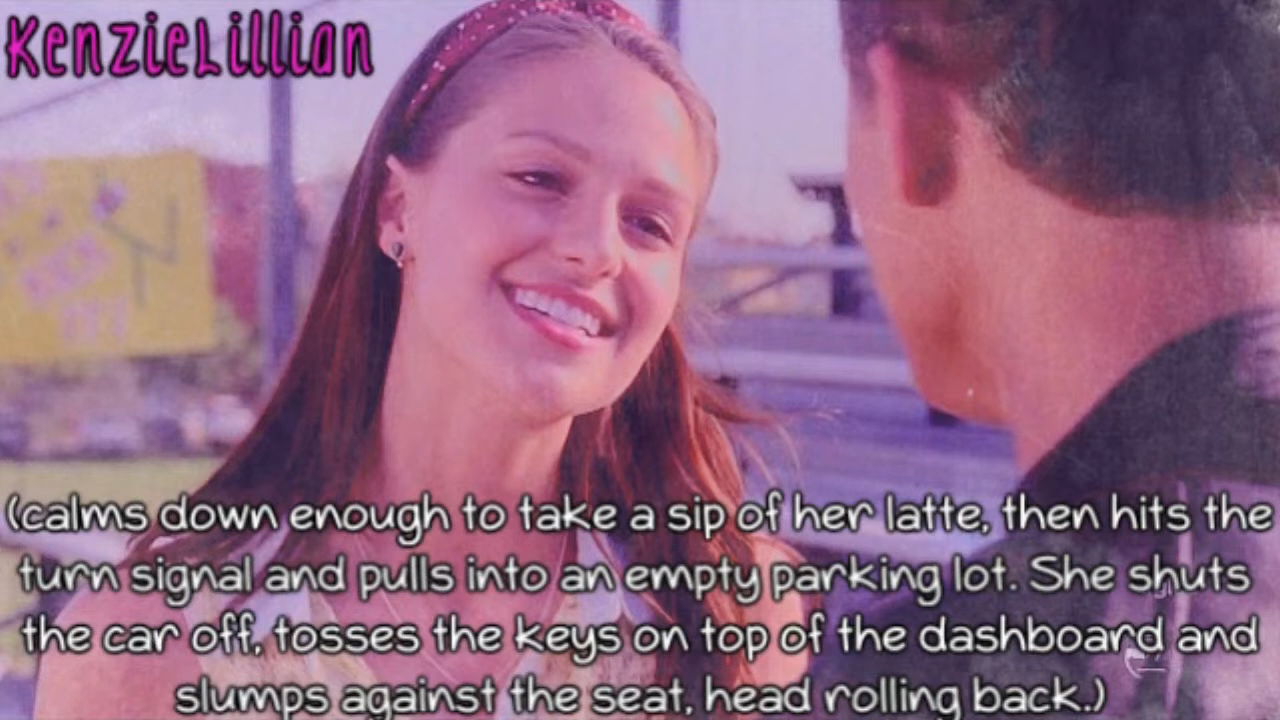 KenzieLillian
(calms down enough to take a sip of her latte, then hits the
turn signal and pulls into an empty parking lot. She shuts
the car off, tosses the keys on top of the dashboard and
slumps against the seat, head rolling back.)